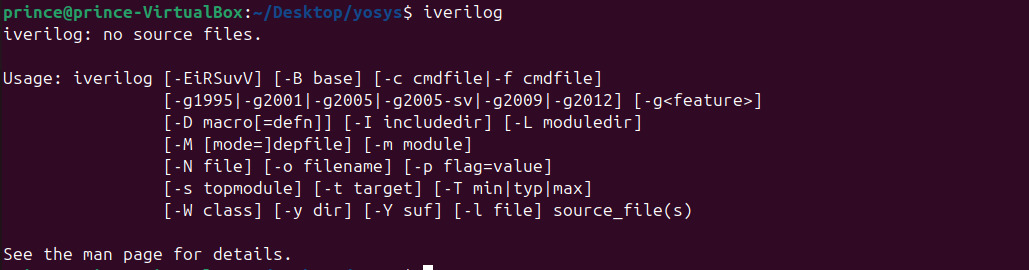 prince@prince-VirtualBox:~/Desktop/yosys$ iverilog
iverilog: no source files.
Usage: iverilog [-EiRSuvV] [-B base] [-c cmdfile|-f cmdfile]
[-g1995|-g2001|-g2005|-g2005-sv|-g2009|-g2012] [-g<feature>]
[-D macro[=defn]] [-I includedir] [-L moduledir]
[-M [mode=]depfile] [-m module]
[-N file] [-o filename] [-p flag=value]
[-s topmodule] [-t target] [-T min|typ|max]
[-W class] [-y dir] [-Y suf] [-l file] source_file(s)
See the man page for details.